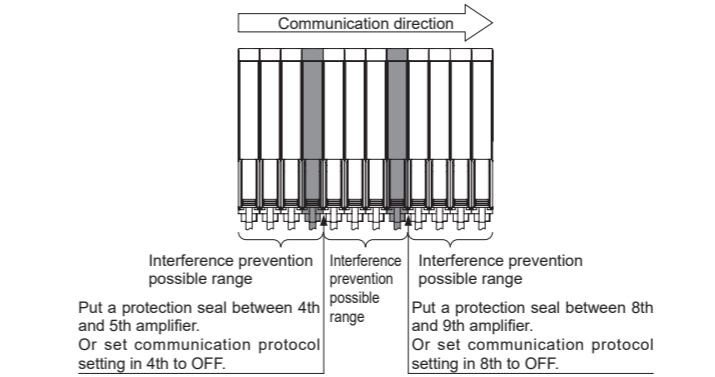 Communication direction
Interference prevention
possible range
Put a protection seal between 4th
and 5th amplifier.
Or set communication protocol
setting in 4th to OFF.
Interference
prevention
possible
range
Interference prevention
possible range
Put a protection seal between 8th
and 9th amplifier.
Or set communication protocol
setting in 8th to OFF.